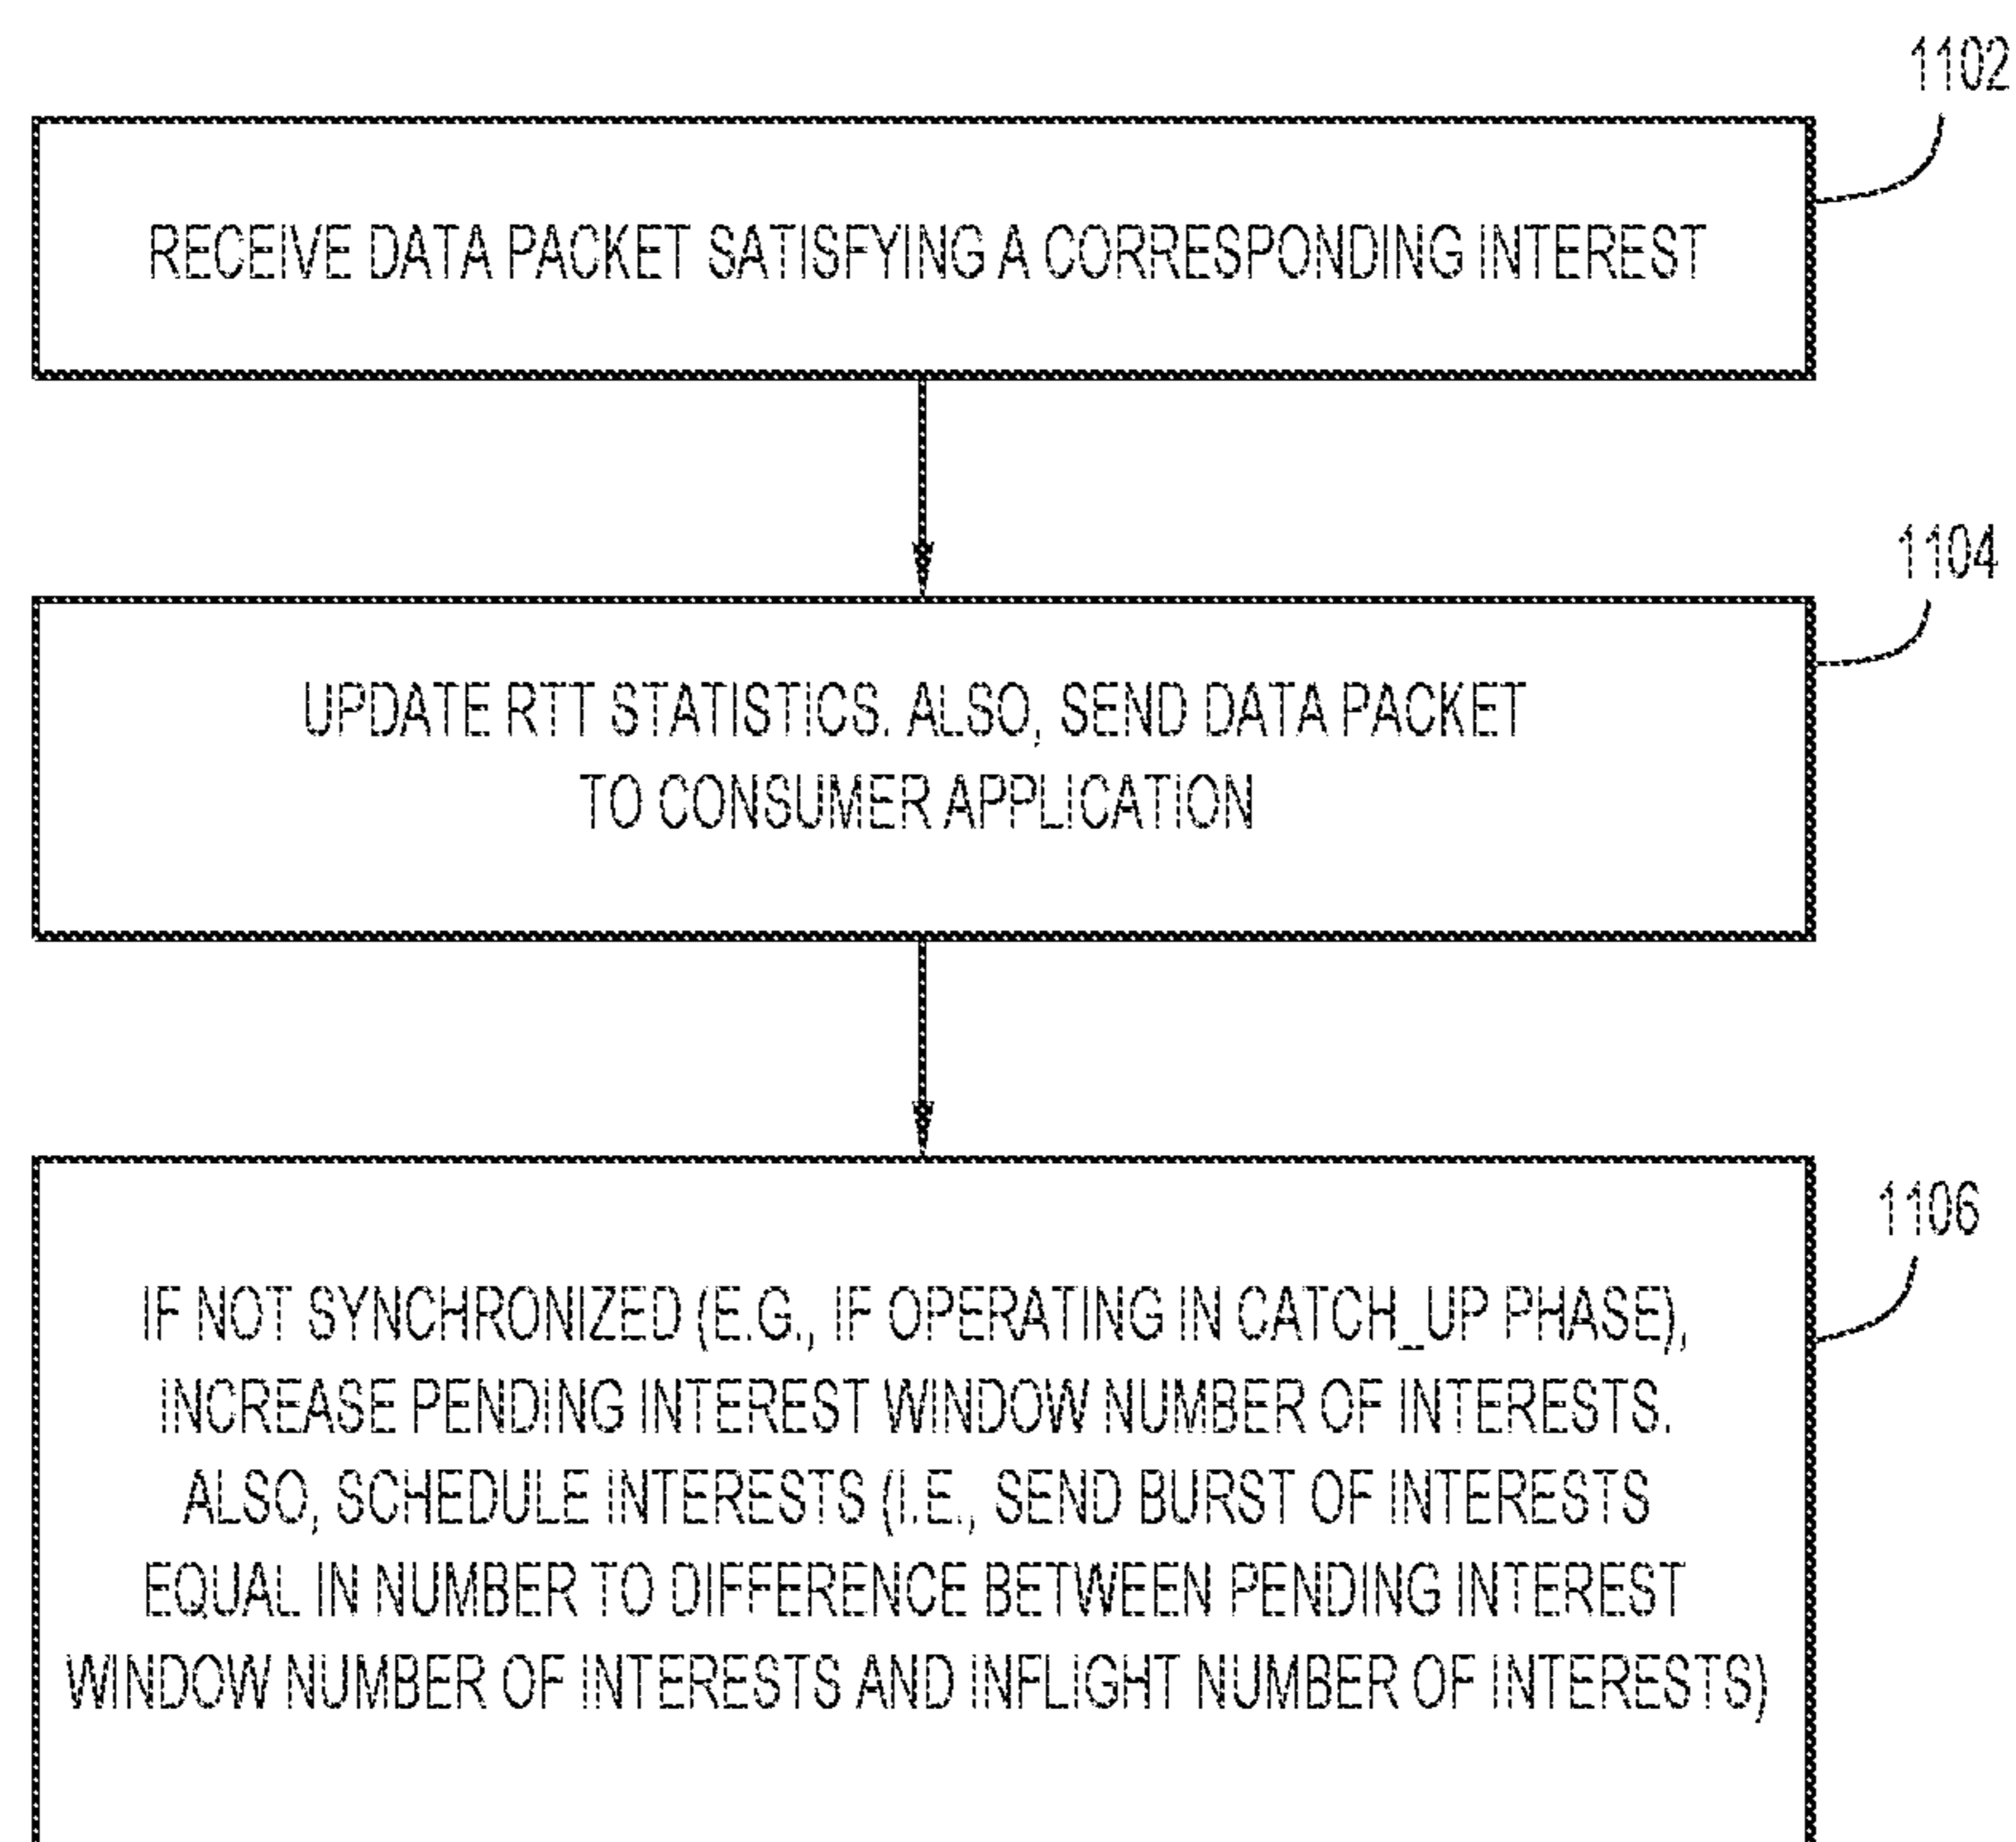 1102
RECEIVE DATA PACKET SATISFYING A CORRESPONDING INTEREST
1104
UPDATE RTT STATISTICS. ALSO, SEND DATA PACKET
TO CONSUMER APPLICATION
1106
IF NOT SYNCHRONIZED (E.G., IF OPERATING IN CATCH_UP PHASE),
INCREASE PENDING INTEREST WINDOW NUMBER OF INTERESTS.
ALSO, SCHEDULE INTERESTS (I.E., SEND BURST OF INTERESTS
EQUAL IN NUMBER TO DIFFERENCE BETWEEN PENDING INTEREST
WINDOW NUMBER OF INTERESTS AND INFLIGHT NUMBER OF INTERESTS)